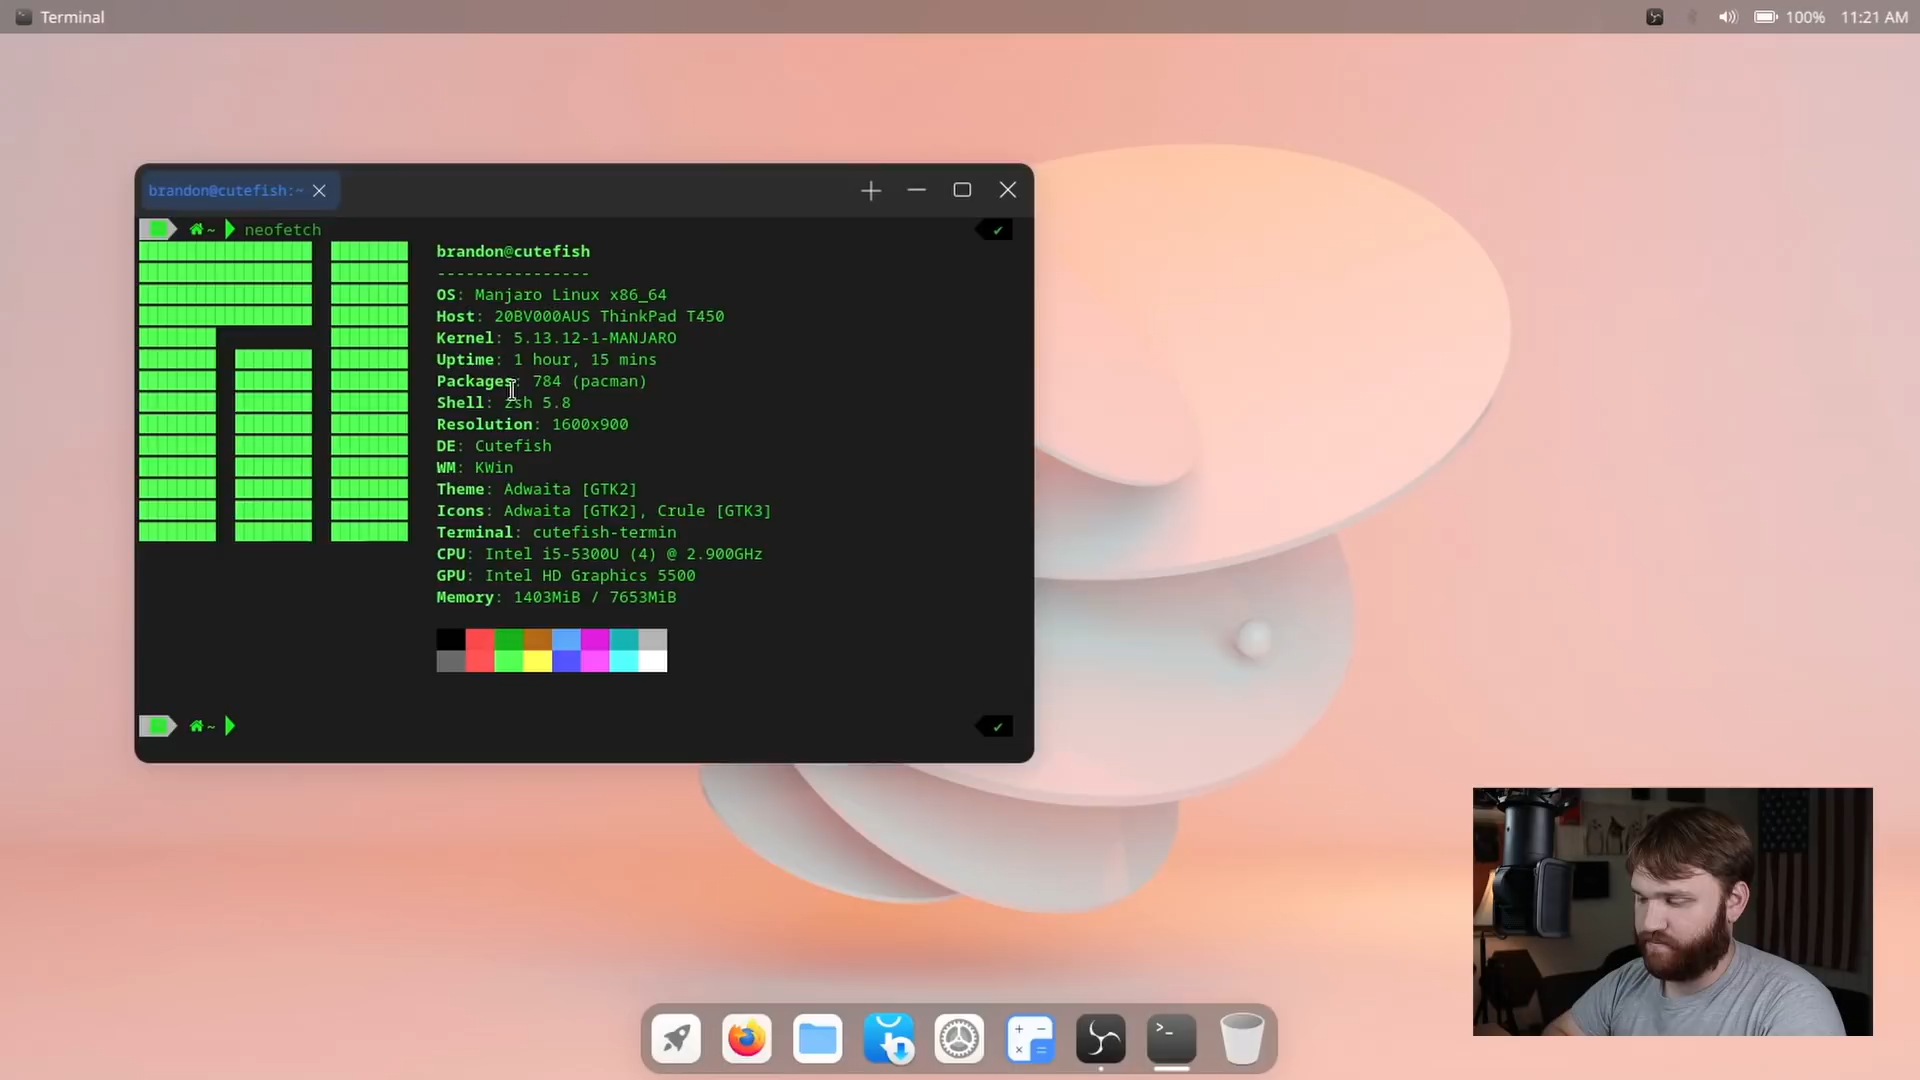 Terminal
100% 11:21 AM
brandon@cutefish:~
~ neofetch
brandon@cutefish
----------------
OS: Manjaro Linux x86_64
Host: 20BV000AUS ThinkPad T450
Kernel: 5.13.12-1-MANJARO
Uptime: 1 hour, 15 mins
Packages: 784 (pacman)
Shell: zsh 5.8
Resolution: 1600x900
DE: Cutefish
WM: KWin
Theme: Adwaita [GTK2]
Icons: Adwaita [GTK2], Crule [GTK3]
Terminal: cutefish-termin
CPU: Intel i5-5300U (4) @ 2.900GHz
GPU: Intel HD Graphics 5500
Memory: 1403MiB / 7653MiB
~